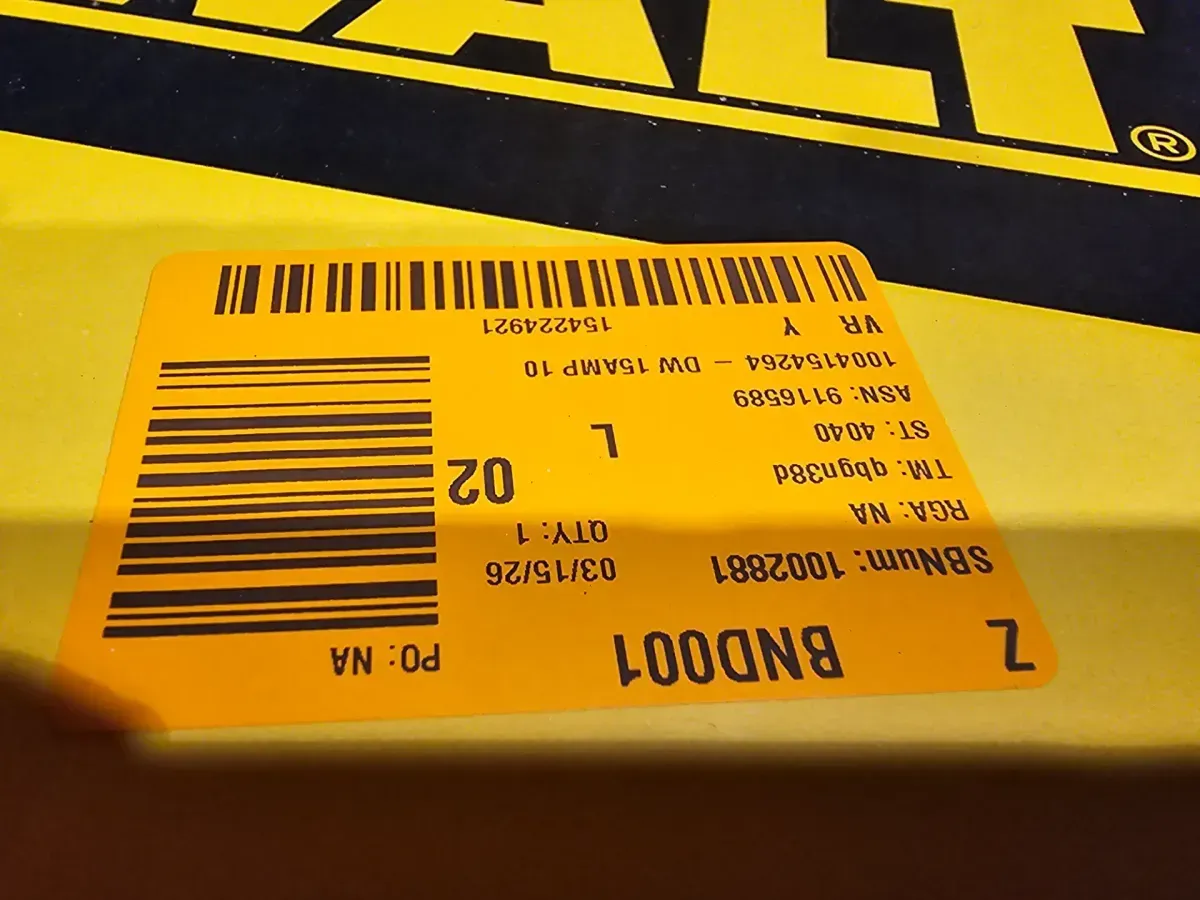 ALT®
Z BND001 PO: NA
SBNum: 1002881 03/15/26
RGA: NA QTY: 1
TM: qbgn38d 02
ST: 4040 L
ASN: 9116589
1004154264 - DW 15AMP 10
VR Y 154224921